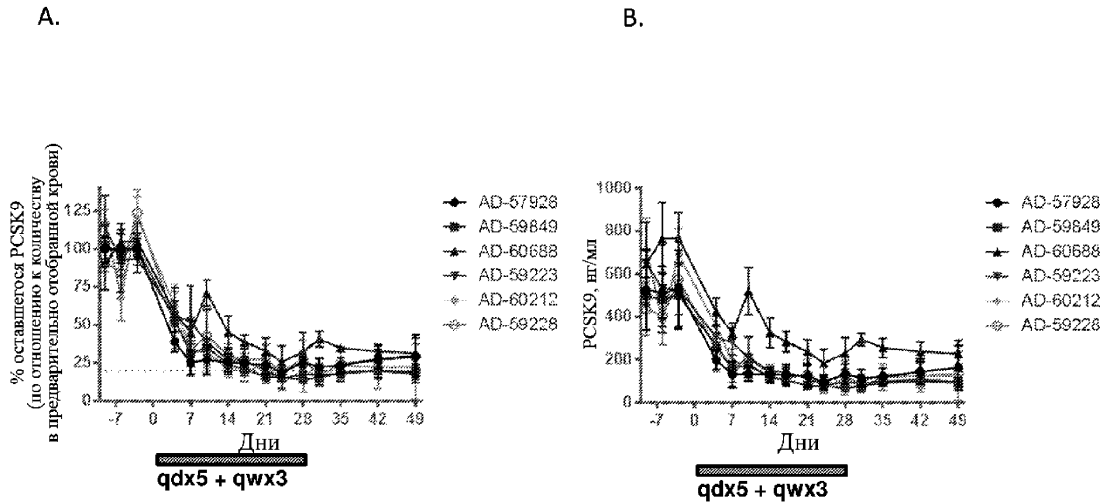 A.
% оставшегося PCSK9
(по отношению к количеству
в предварительно отобранной крови)
125
100
75
50
25
0
-7 0 7 14 21 28 35 42 49
Дни
qdx5 + qwx3
AD-57928
AD-59849
AD-60688
AD-59223
AD-60212
AD-59228
B.
PCSK9, нг/мл
1000
800
600
400
200
0
-7 0 7 14 21 28 35 42 49
Дни
qdx5 + qwx3
AD-57928
AD-59849
AD-60688
AD-59223
AD-60212
AD-59228